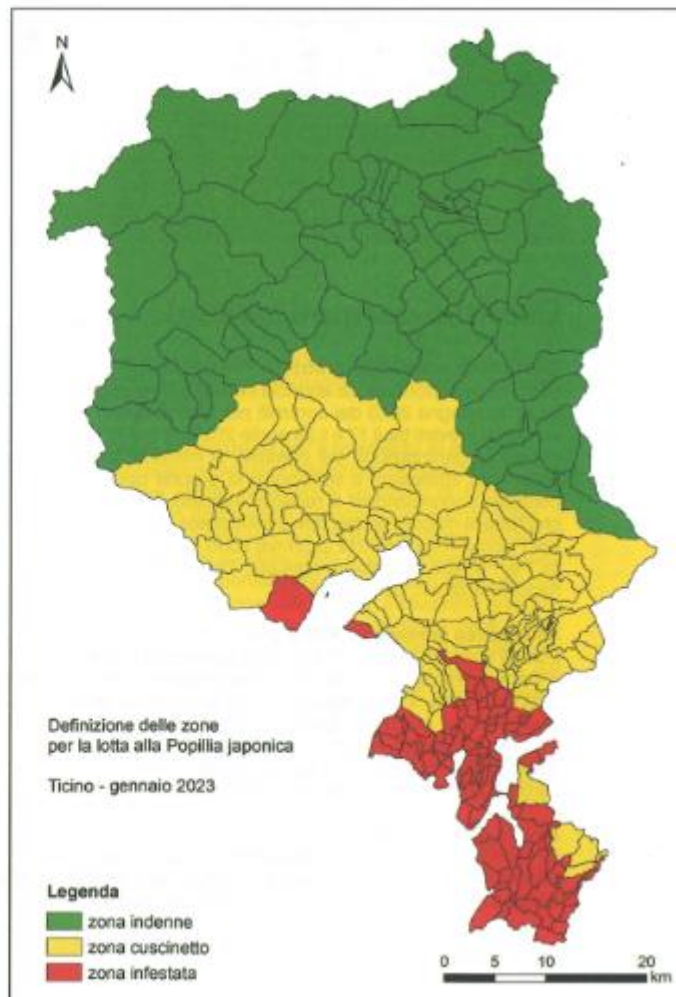 N
Definizione delle zone
per la lotta alla Popillia japonica
Ticino - gennaio 2023
Legenda
zona indenne
zona cuscinetto
zona infestata
0 5 10 20
km